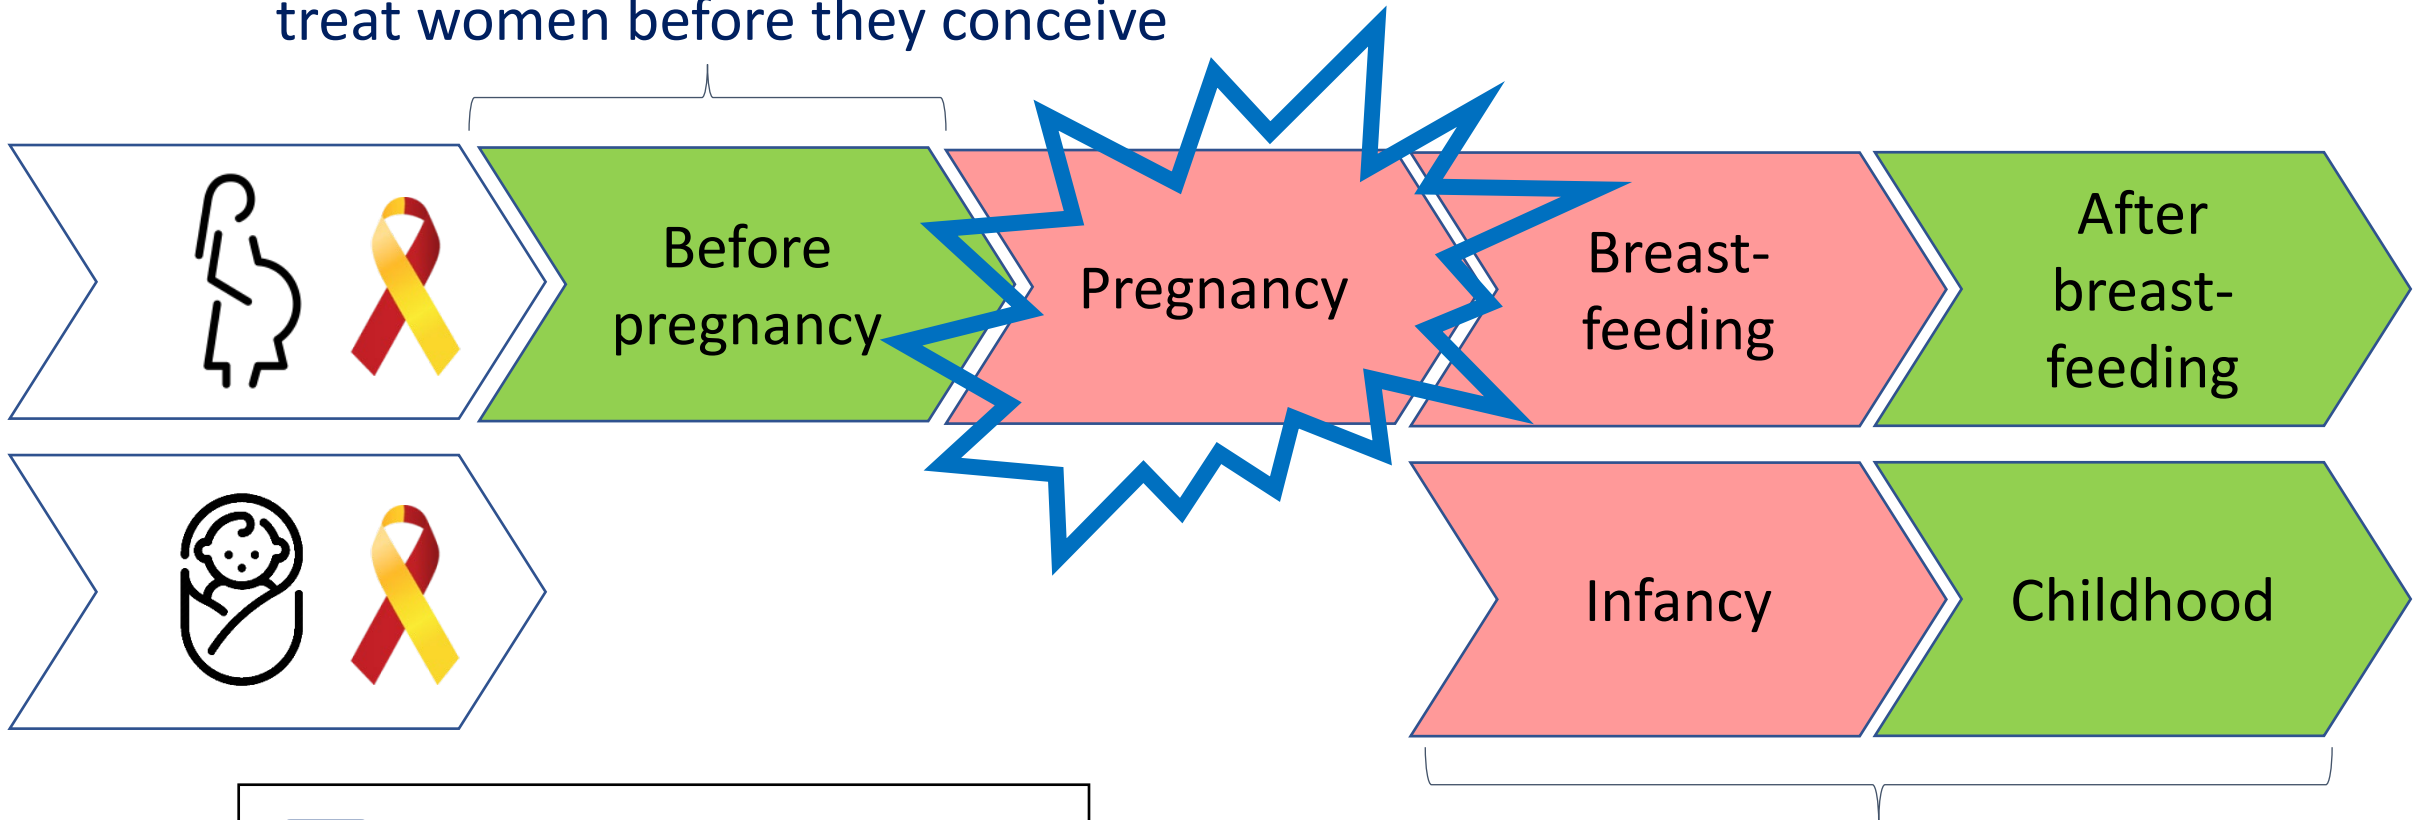 treat women before they conceive
Before
pregnancy
Pregnancy
Breast-
feeding
After
breast-
feeding
Infancy
Childhood